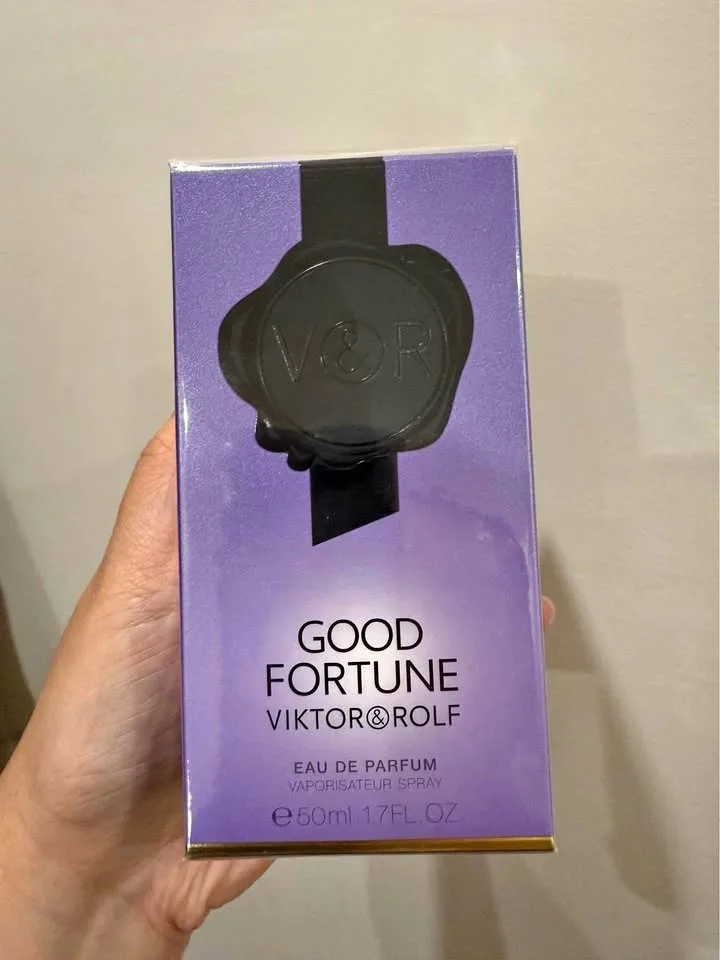 V&R
GOOD
FORTUNE
VIKTOR&ROLF
EAU DE PARFUM
VAPORISATEUR SPRAY
℮50ml 1.7FL.OZ